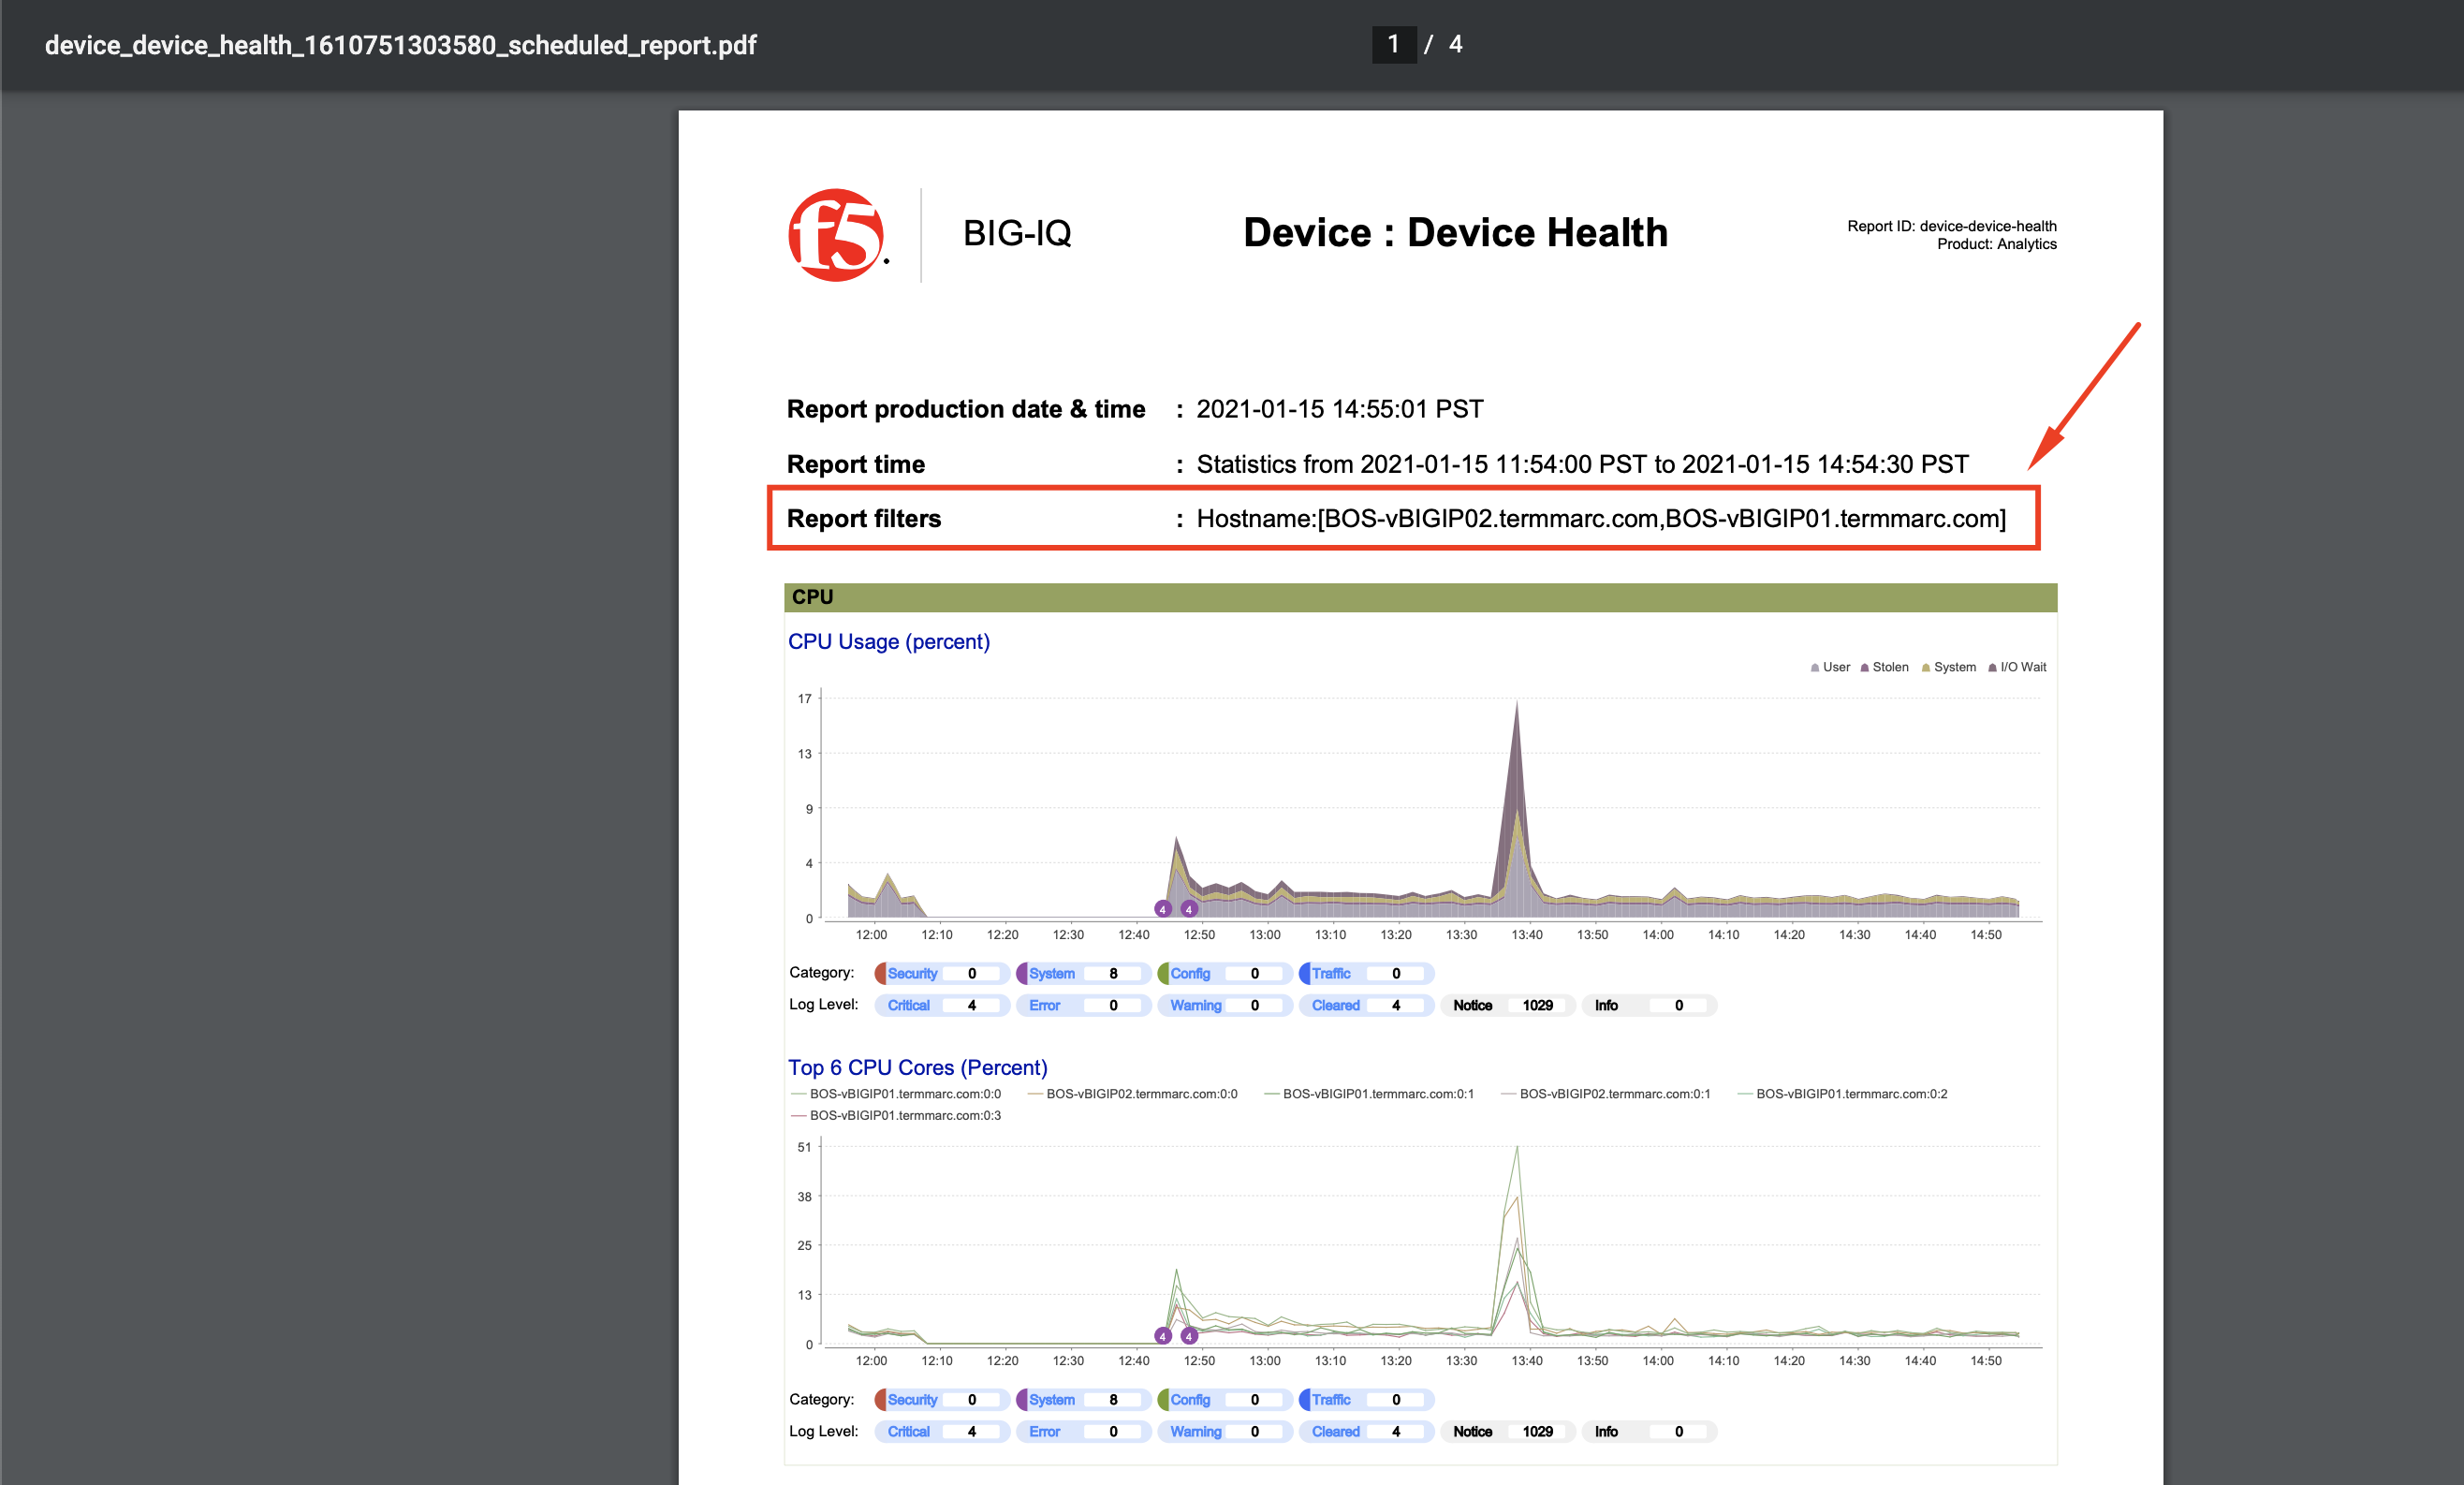 device_device_health_1610751303580_scheduled_report.pdf
1 / 4
f5.
BIG-IQ
Device : Device Health
Report ID: device-device-health
Product: Analytics
Report production date & time : 2021-01-15 14:55:01 PST
Report time : Statistics from 2021-01-15 11:54:00 PST to 2021-01-15 14:54:30 PST
Report filters : Hostname:[BOS-vBIGIP02.termmarc.com,BOS-vBIGIP01.termmarc.com]
CPU
CPU Usage (percent)
User Stolen System I/O Wait
17
13
9
4
0
4 4
12:00 12:10 12:20 12:30 12:40 12:50 13:00 13:10 13:20 13:30 13:40 13:50 14:00 14:10 14:20 14:30 14:40 14:50
Category: Security 0 System 8 Config 0 Traffic 0
Log Level: Critical 4 Error 0 Warning 0 Cleared 4 Notice 1029 Info 0
Top 6 CPU Cores (Percent)
BOS-vBIGIP01.termmarc.com:0:0 BOS-vBIGIP02.termmarc.com:0:0 BOS-vBIGIP01.termmarc.com:0:1 BOS-vBIGIP02.termmarc.com:0:1 BOS-vBIGIP01.termmarc.com:0:2
BOS-vBIGIP01.termmarc.com:0:3
51
38
25
13
0
4 4
12:00 12:10 12:20 12:30 12:40 12:50 13:00 13:10 13:20 13:30 13:40 13:50 14:00 14:10 14:20 14:30 14:40 14:50
Category: Security 0 System 8 Config 0 Traffic 0
Log Level: Critical 4 Error 0 Warning 0 Cleared 4 Notice 1029 Info 0